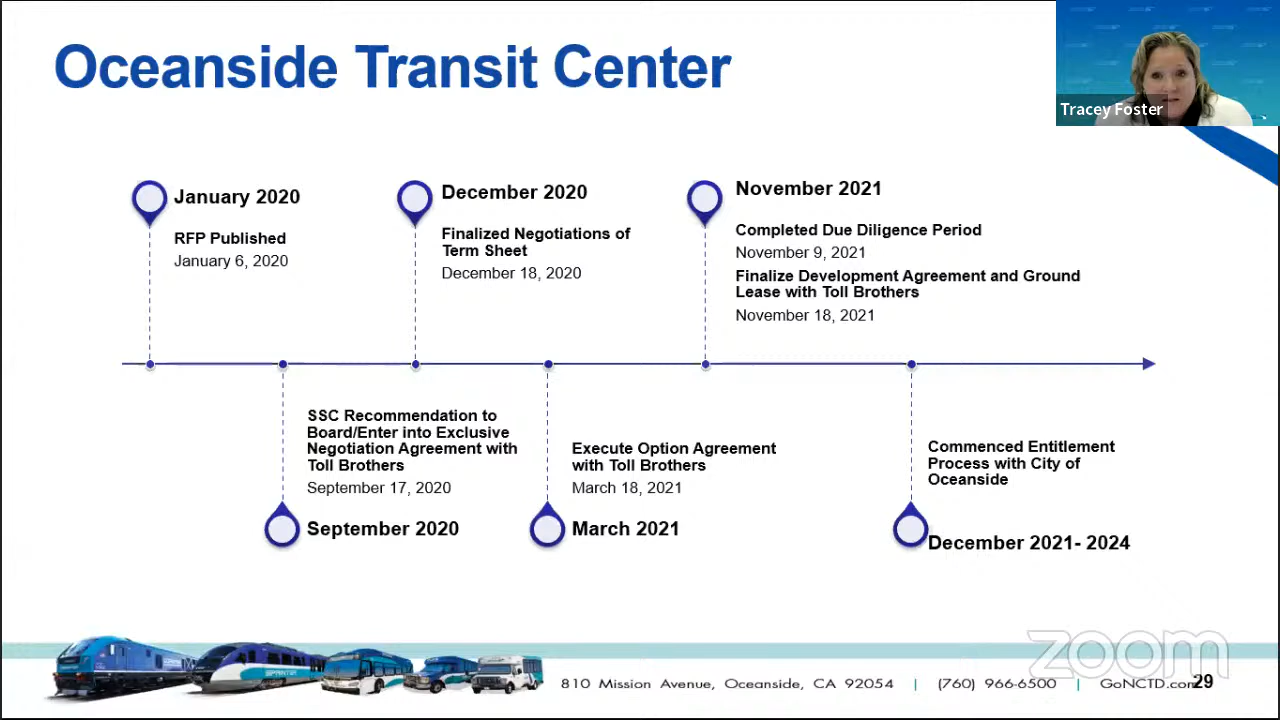 Oceanside Transit Center
Tracey Foster
January 2020
RFP Published
January 6, 2020
December 2020
Finalized Negotiations of
Term Sheet
December 18, 2020
November 2021
Completed Due Diligence Period
November 9, 2021
Finalize Development Agreement and Ground
Lease with Toll Brothers
November 18, 2021
SSC Recommendation to
Board/Enter into Exclusive
Negotiation Agreement with
Toll Brothers
September 17, 2020
September 2020
Execute Option Agreement
with Toll Brothers
March 18, 2021
March 2021
Commenced Entitlement
Process with City of
Oceanside
December 2021- 2024
zoom
SPRINTER
810 Mission Avenue, Oceanside, CA 92054 | (760) 966-6500 | GoNCTD.com
29